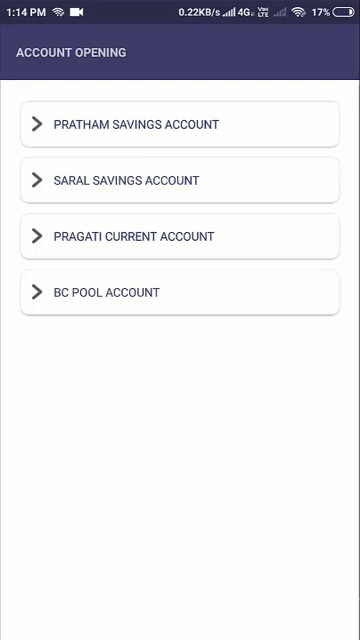 1:14 PM 0.22KB/s 4G VoLTE 17%
ACCOUNT OPENING
PRATHAM SAVINGS ACCOUNT
SARAL SAVINGS ACCOUNT
PRAGATI CURRENT ACCOUNT
BC POOL ACCOUNT